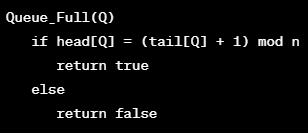 Queue_Full(Q)
if head[Q] = (tail[Q] + 1) mod n
return true
else
return false